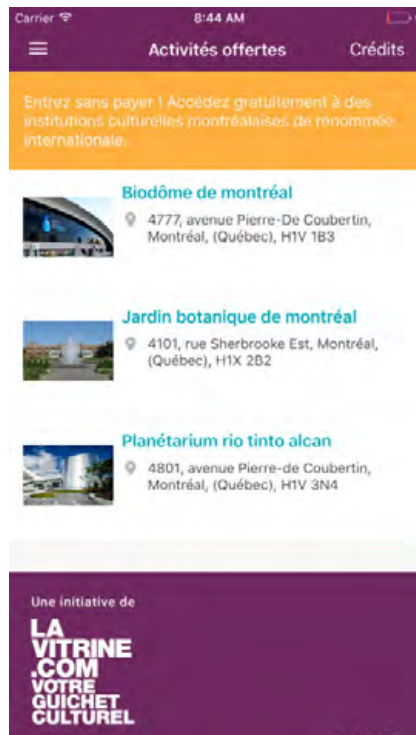 Carrier 8:44 AM
Activités offertes Crédits
Entrez sans payer ! Accédez gratuitement à des
institutions culturelles montréalaises de renommée
internationale.
Biodôme de montréal
4777, avenue Pierre-De Coubertin,
Montréal, (Québec), H1V 1B3
Jardin botanique de montréal
4101, rue Sherbrooke Est, Montréal,
(Québec), H1X 2B2
Planétarium rio tinto alcan
4801, avenue Pierre-de Coubertin,
Montréal, (Québec), H1V 3N4
Une initiative de
LA
VITRINE
.COM
VOTRE
GUICHET
CULTUREL